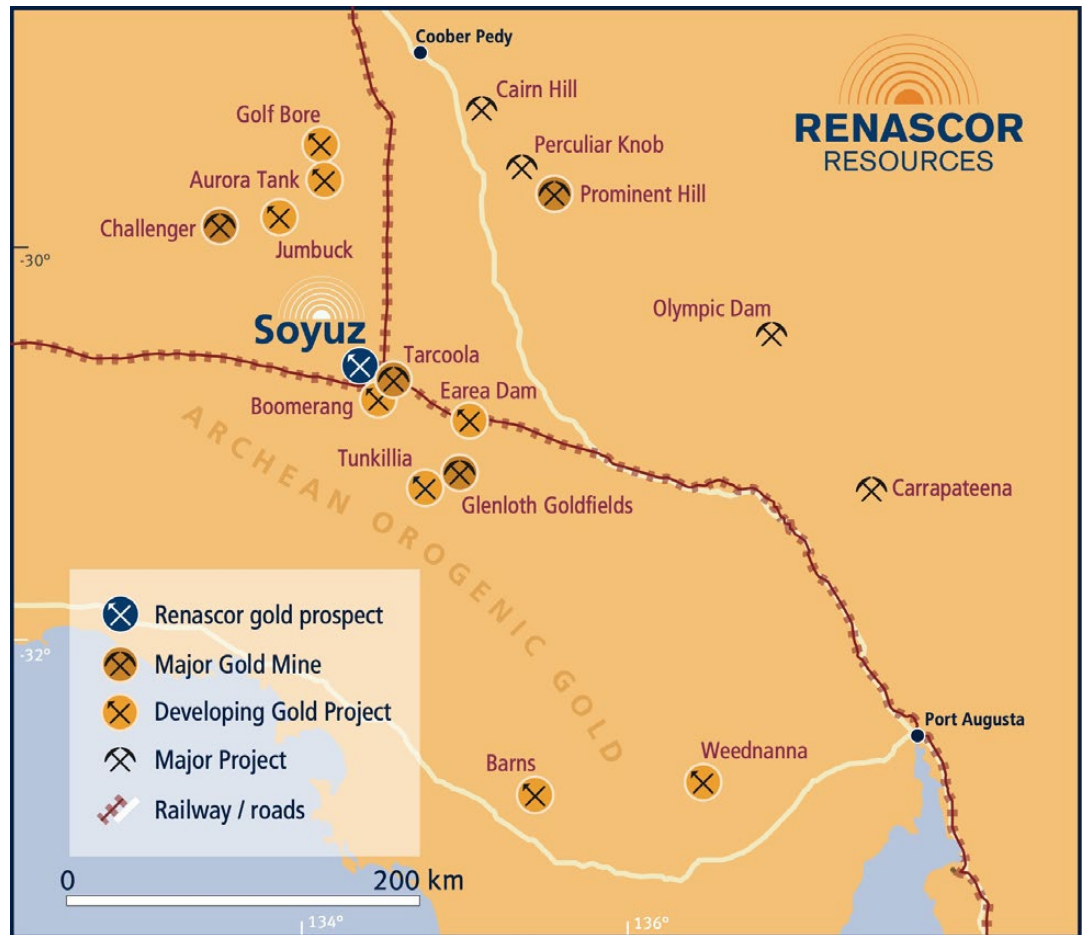 Coober Pedy
Cairn Hill
RENASCOR
RESOURCES
Golf Bore
Perculiar Knob
Aurora Tank
Prominent Hill
Challenger
Jumbuck
-30°
Olympic Dam
Soyuz
Tarcoola
Earea Dam
Boomerang
Tunkillia
Glenloth Goldfields
Carrapateena
ARCHEAN OROGENIC GOLD
-32°
Renascor gold prospect
Major Gold Mine
Developing Gold Project
Major Project
Railway / roads
Port Augusta
Weednanna
Barns
0 200 km
134° 136°